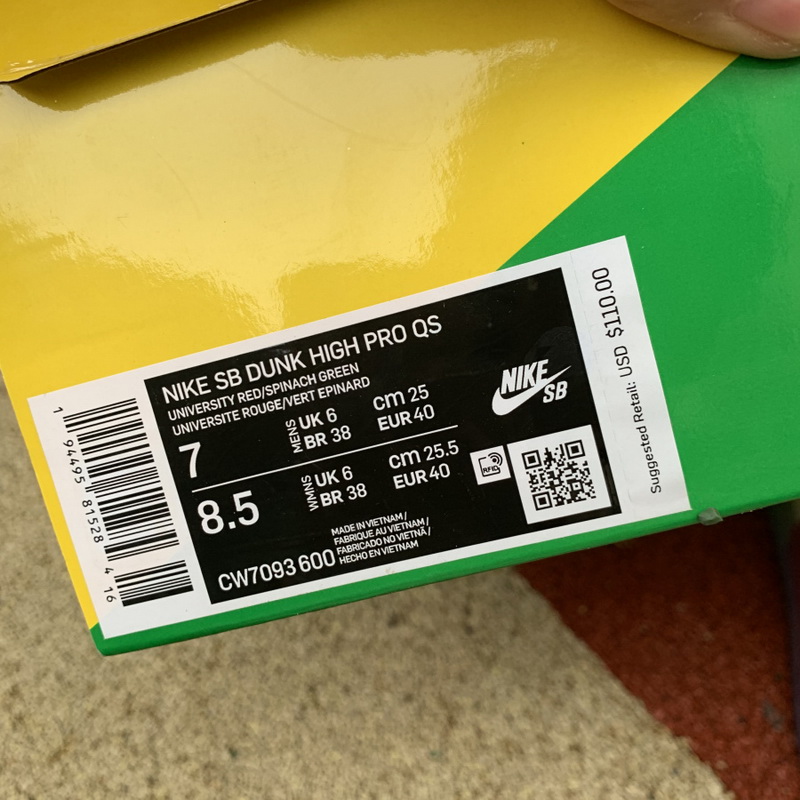 NIKE SB DUNK HIGH PRO QS
UNIVERSITY RED/SPINACH GREEN
UNIVERSITE ROUGE/VERT EPINARD
7
MENS
UK 6
BR 38
cm 25
EUR 40
8.5
WMNS
UK 6
BR 38
cm 25.5
EUR 40
CW7093 600
MADE IN VIETNAM /
FABRIQUE AU VIETNAM /
FABRICADO NO VIETNÃ /
HECHO EN VIETNAM
NIKE
SB
RFID
Suggested Retail: USD $110.00
1 94495 81528 4 16